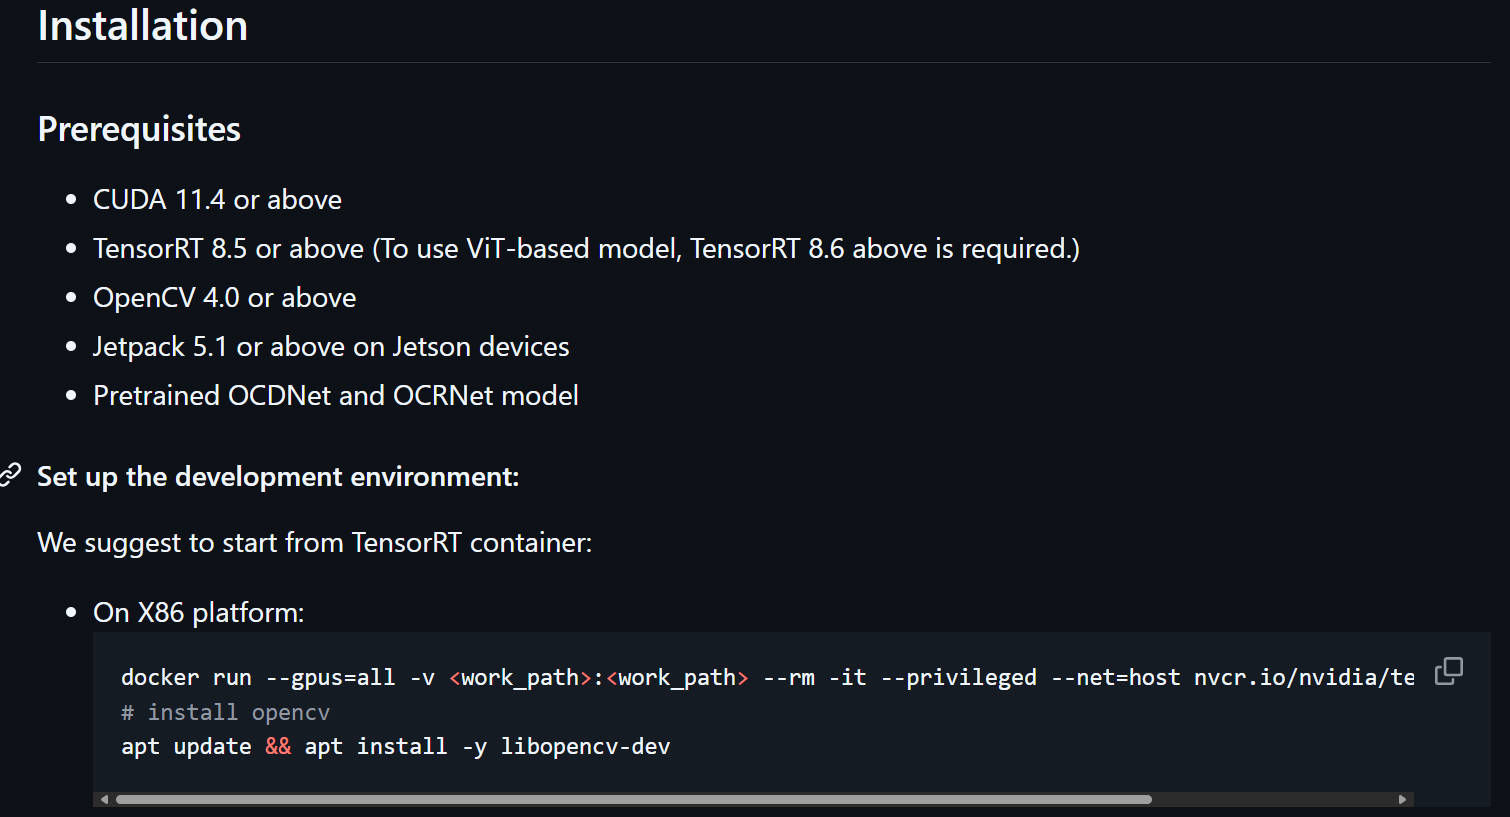 Installation
Prerequisites
CUDA 11.4 or above
TensorRT 8.5 or above (To use ViT-based model, TensorRT 8.6 above is required.)
OpenCV 4.0 or above
Jetpack 5.1 or above on Jetson devices
Pretrained OCDNet and OCRNet model
Set up the development environment:
We suggest to start from TensorRT container:
On X86 platform:
docker run --gpus=all -v <work_path>:<work_path> --rm -it --privileged --net=host nvcr.io/nvidia/te
# install opencv
apt update && apt install -y libopencv-dev